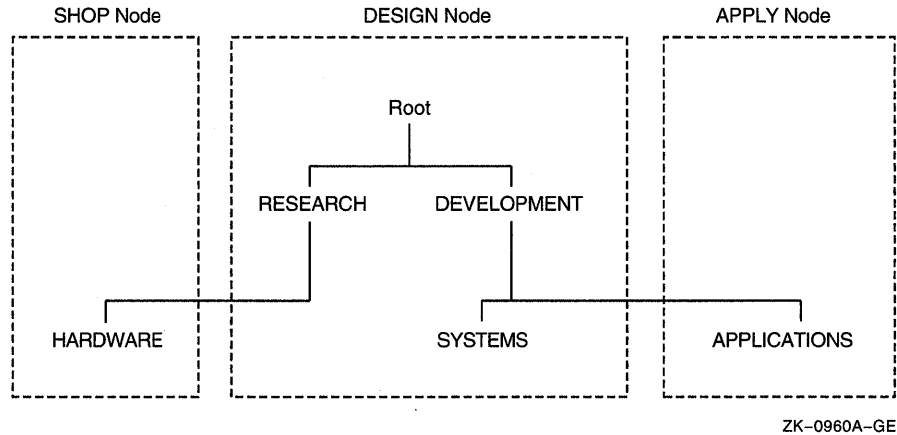 SHOP Node
DESIGN Node
APPLY Node
Root
RESEARCH
DEVELOPMENT
HARDWARE
SYSTEMS
APPLICATIONS
ZK-0960A-GE